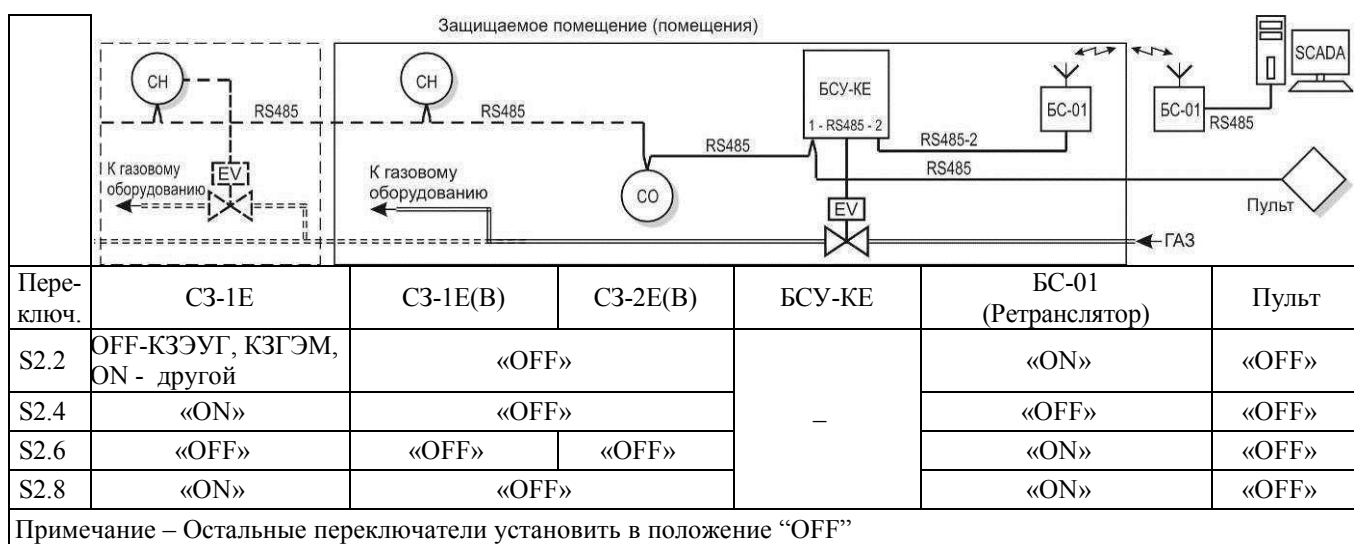 Защищаемое помещение (помещения)
CH
CH
БСУ-КЕ
1 - RS485 - 2
БС-01
БС-01
SCADA
RS485
RS485
RS485
RS485
RS485-2
RS485
К газовому
оборудованию
EV
К газовому
оборудованию
CO
EV
Пульт
ГАЗ
Пере-
ключ.
СЗ-1Е
СЗ-1Е(В)
СЗ-2Е(В)
БСУ-КЕ
БС-01
(Ретранслятор)
Пульт
S2.2
OFF-КЗЭУГ, КЗГЭМ,
ON - другой
«OFF»
–
«ON»
«OFF»
S2.4
«ON»
«OFF»
«OFF»
«OFF»
S2.6
«OFF»
«OFF»
«OFF»
«ON»
«OFF»
S2.8
«ON»
«OFF»
«ON»
«OFF»
Примечание – Остальные переключатели установить в положение “OFF”